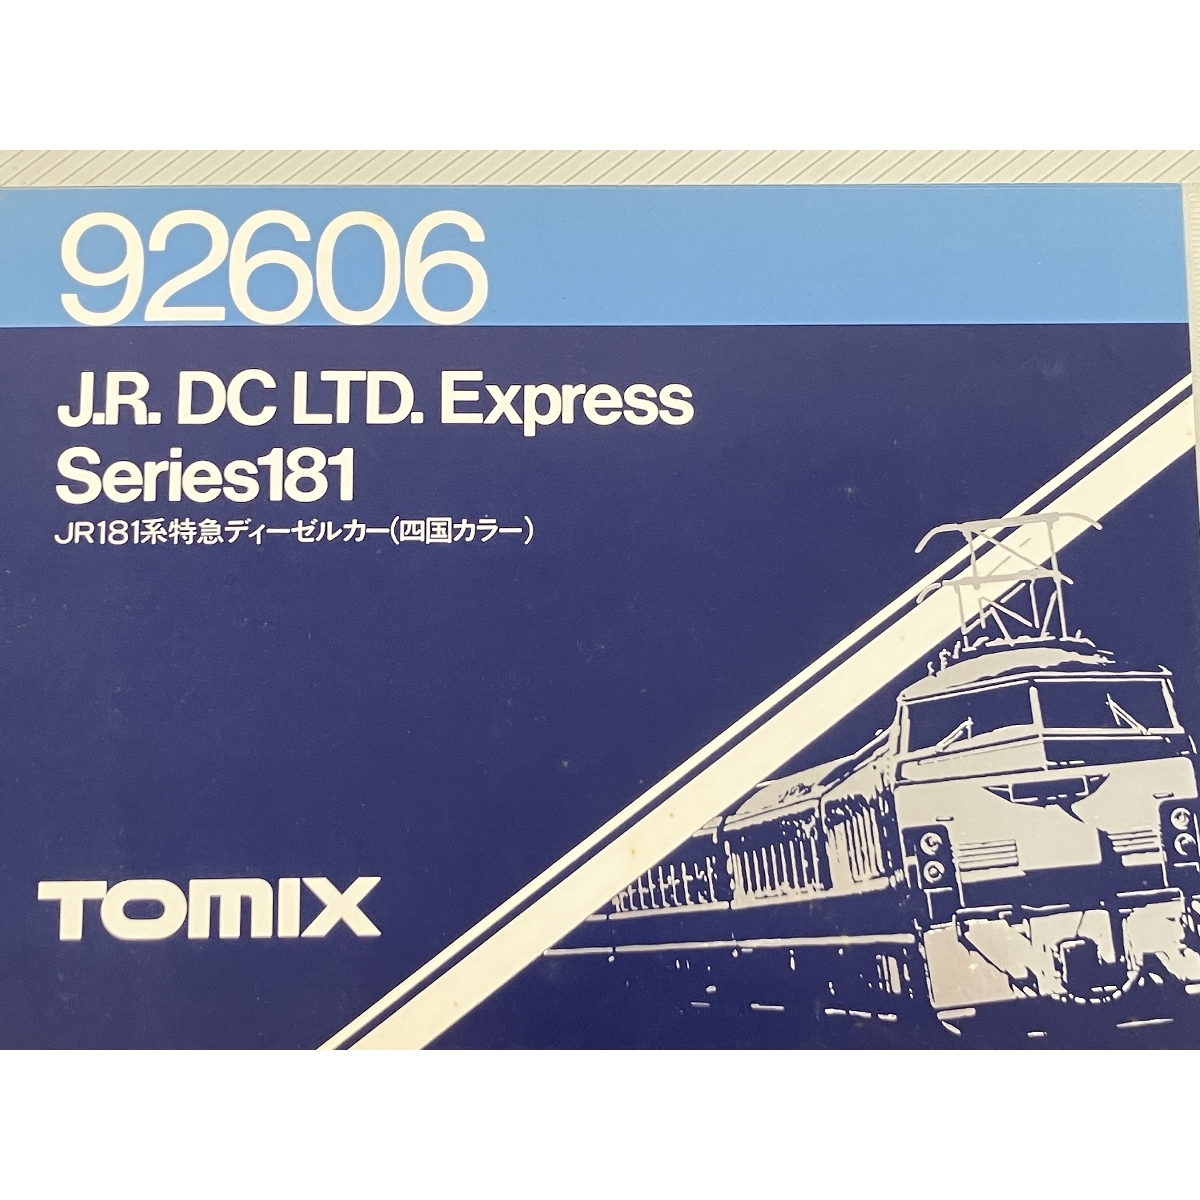 92606
J.R. DC LTD. Express
Series181
JR181系特急ディーゼルカー(四国カラー)
TOMIX